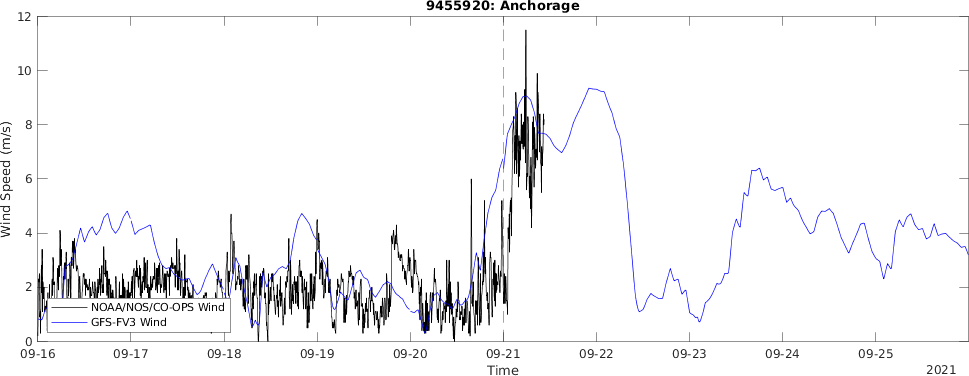 9455920: Anchorage
12
10
8
6
4
2
0
Wind Speed (m/s)
NOAA/NOS/CO-OPS Wind
GFS-FV3 Wind
09-16 09-17 09-18 09-19 09-20 09-21 09-22 09-23 09-24 09-25
Time
2021